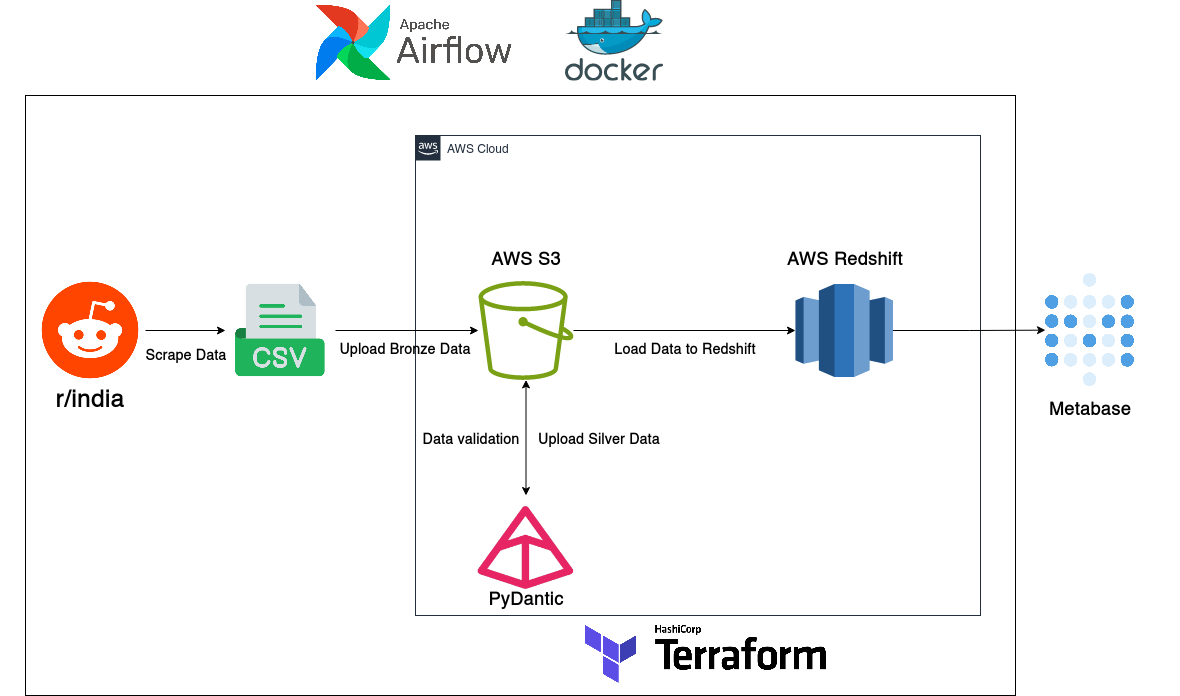 Apache
Airflow
docker
aws
AWS Cloud
AWS S3
AWS Redshift
CSV
Scrape Data
Upload Bronze Data
Load Data to Redshift
r/india
Metabase
Data validation
Upload Silver Data
PyDantic
HashiCorp
Terraform